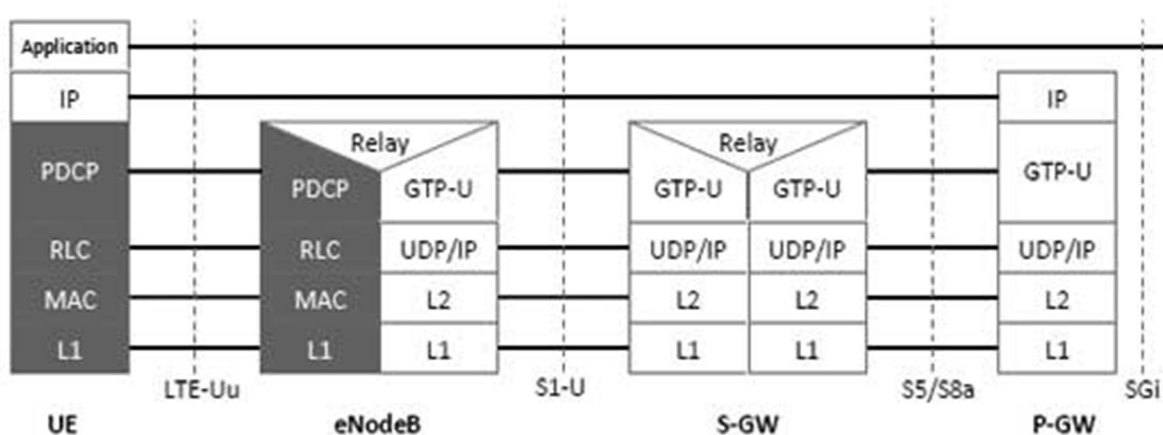 Application
IP IP
Relay Relay
PDCP PDCP GTP-U GTP-U GTP-U GTP-U
RLC RLC UDP/IP UDP/IP UDP/IP UDP/IP
MAC MAC L2 L2 L2 L2
L1 L1 L1 L1 L1 L1
LTE-Uu S1-U S5/S8a SGi
UE eNodeB S-GW P-GW